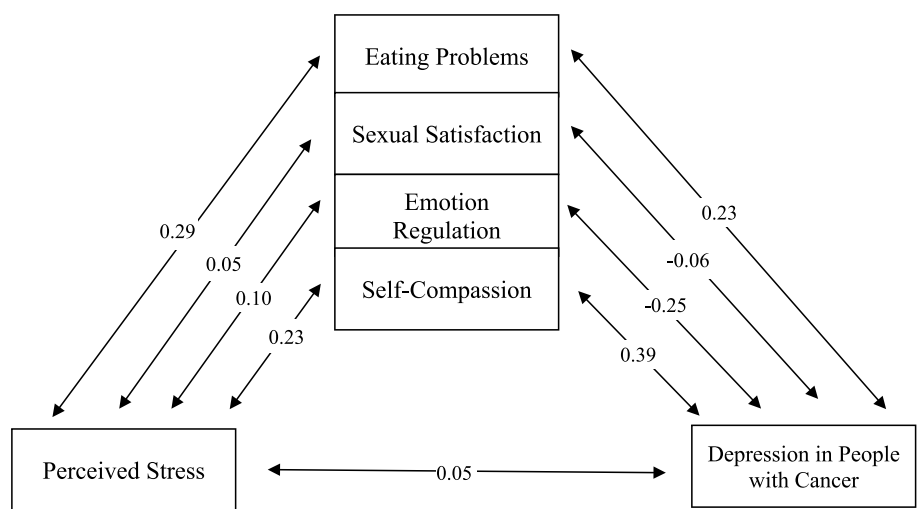 Eating Problems
Sexual Satisfaction
Emotion
Regulation
Self-Compassion
0.29
0.05
0.10
0.23
0.23
-0.06
-0.25
0.39
Perceived Stress
0.05
Depression in People
with Cancer